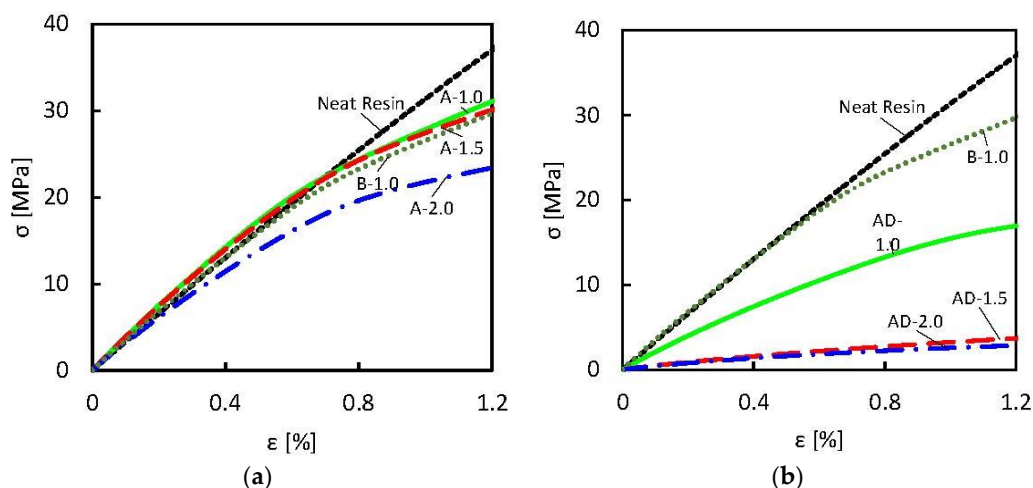 40
30
20
10
0
σ [MPa]
Neat Resin
A-1.0
A-1.5
B-1.0
A-2.0
0
0.4
0.8
1.2
ε [%]
(a)
40
30
20
10
0
σ [MPa]
Neat Resin
B-1.0
AD-
1.0
AD-1.5
AD-2.0
0
0.4
0.8
1.2
ε [%]
(b)